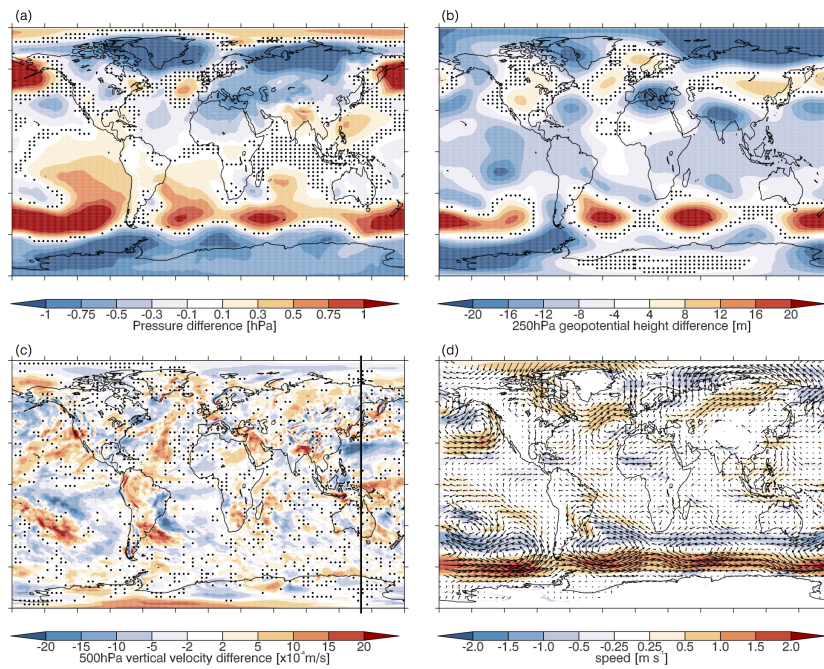 (a)
(b)
-1 -0.75 -0.5 -0.3 -0.1 0.1 0.3 0.5 0.75 1
Pressure difference [hPa]
-20 -16 -12 -8 -4 4 8 12 16 20
250hPa geopotential height difference [m]
(c)
(d)
-20 -15 -10 -5 -2 2 5 10 15 20
500hPa vertical velocity difference [x10⁻⁴m/s]
-2.0 -1.5 -1.0 -0.5 -0.25 0.25 0.5 1.0 1.5 2.0
speed [m s⁻¹]